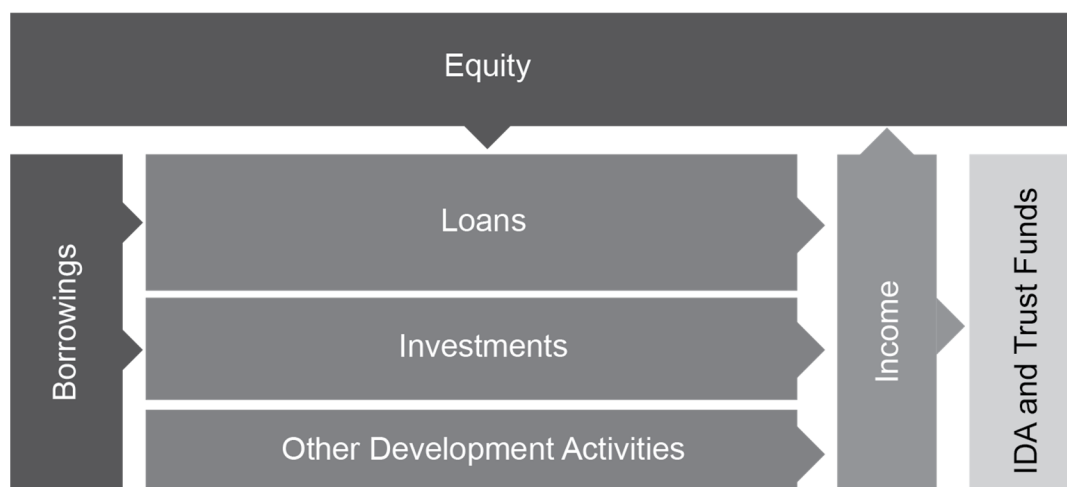 Equity
Borrowings
Loans
Investments
Other Development Activities
Income
IDA and Trust Funds